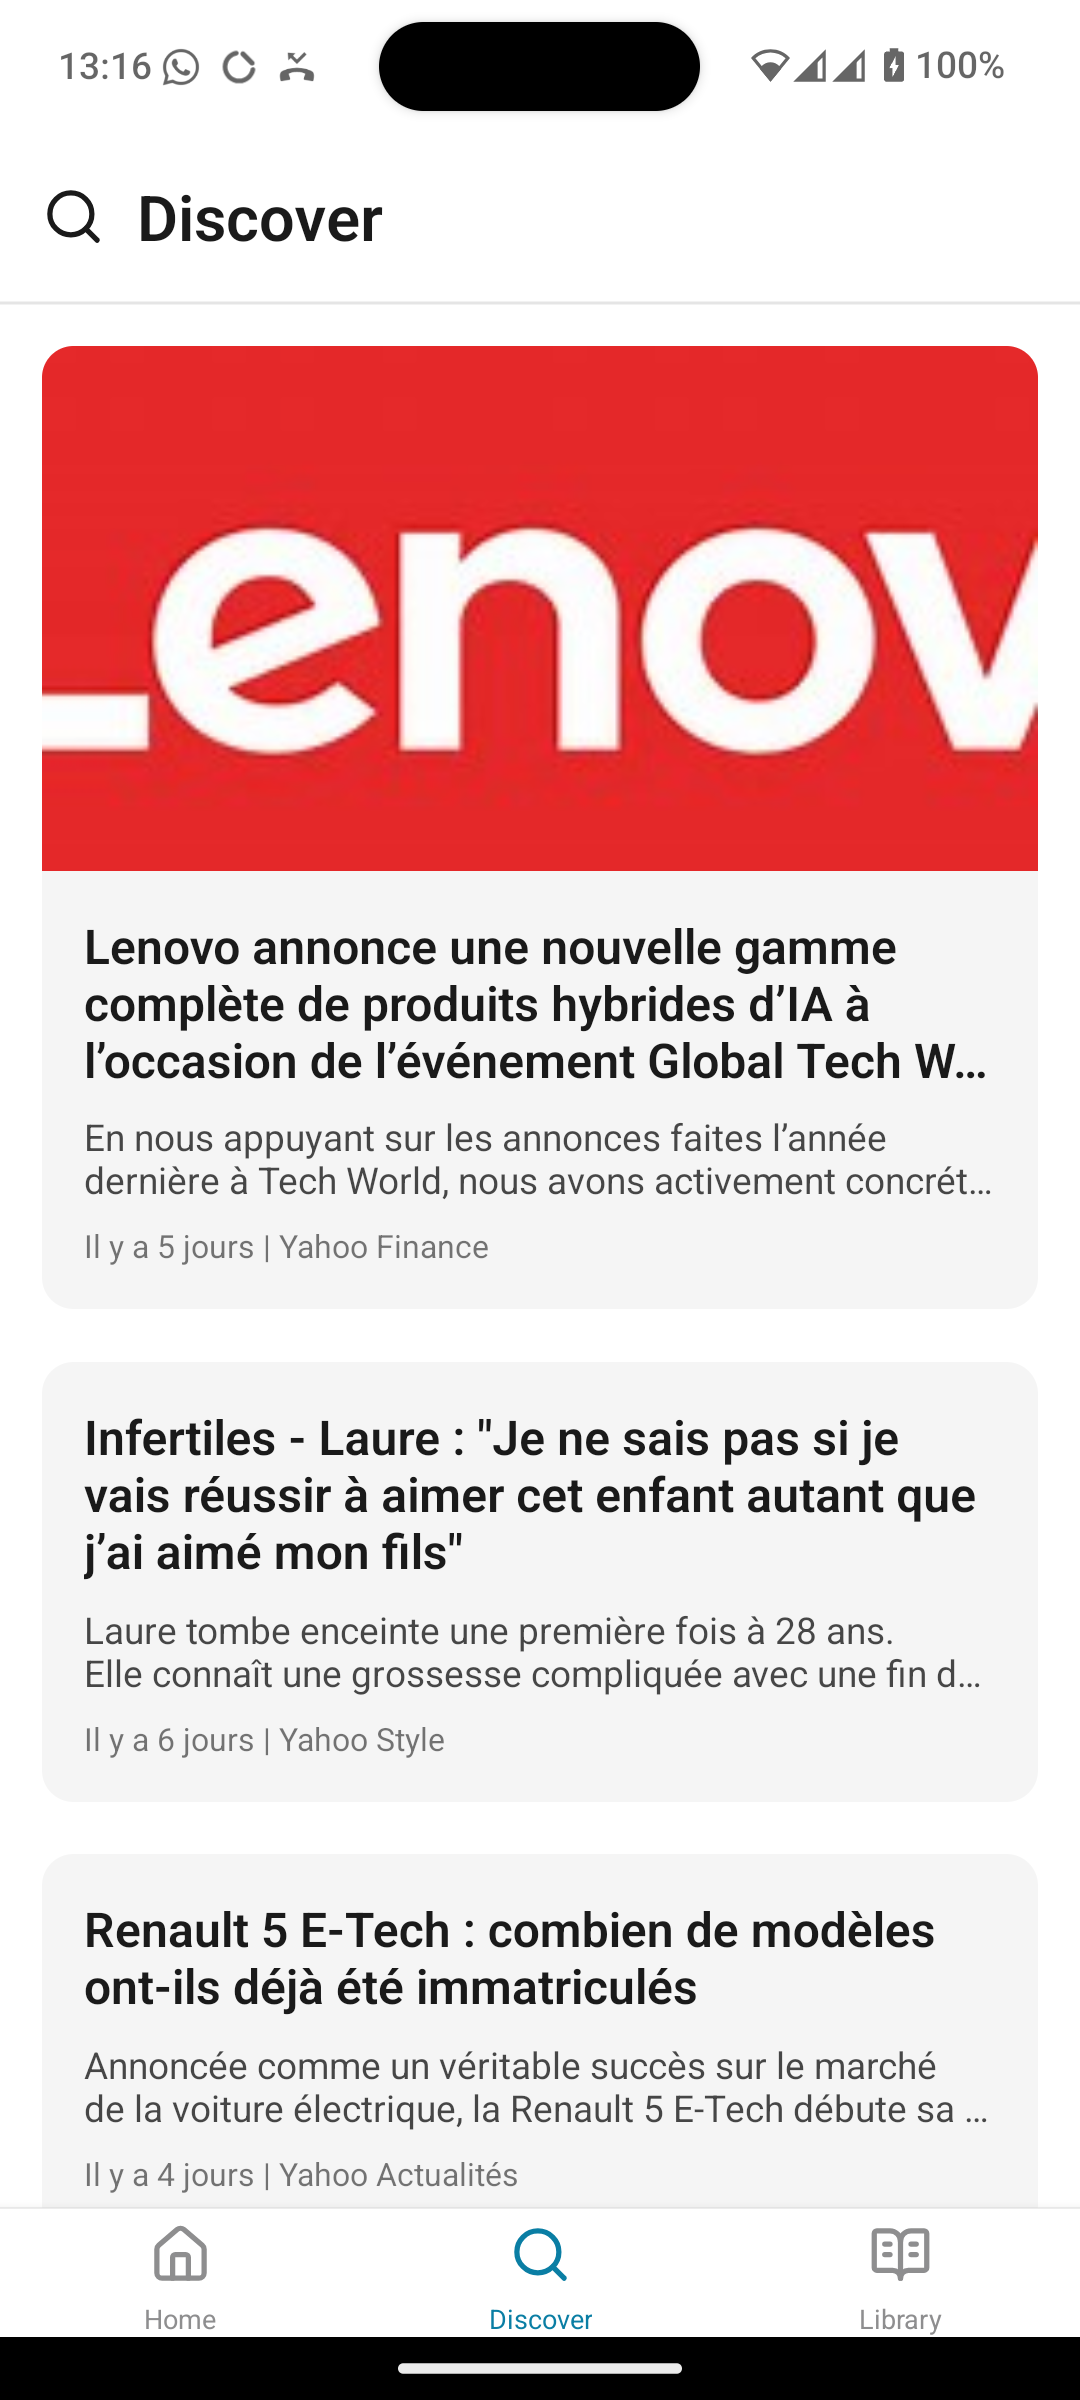 13:16
100%
Discover
Lenov
Lenovo annonce une nouvelle gamme
complète de produits hybrides d’IA à
l’occasion de l’événement Global Tech W…
En nous appuyant sur les annonces faites l’année
dernière à Tech World, nous avons activement concrét…
Il y a 5 jours | Yahoo Finance
Infertiles - Laure : "Je ne sais pas si je
vais réussir à aimer cet enfant autant que
j’ai aimé mon fils"
Laure tombe enceinte une première fois à 28 ans.
Elle connaît une grossesse compliquée avec une fin d…
Il y a 6 jours | Yahoo Style
Renault 5 E-Tech : combien de modèles
ont-ils déjà été immatriculés
Annoncée comme un véritable succès sur le marché
de la voiture électrique, la Renault 5 E-Tech débute sa …
Il y a 4 jours | Yahoo Actualités
Home
Discover
Library